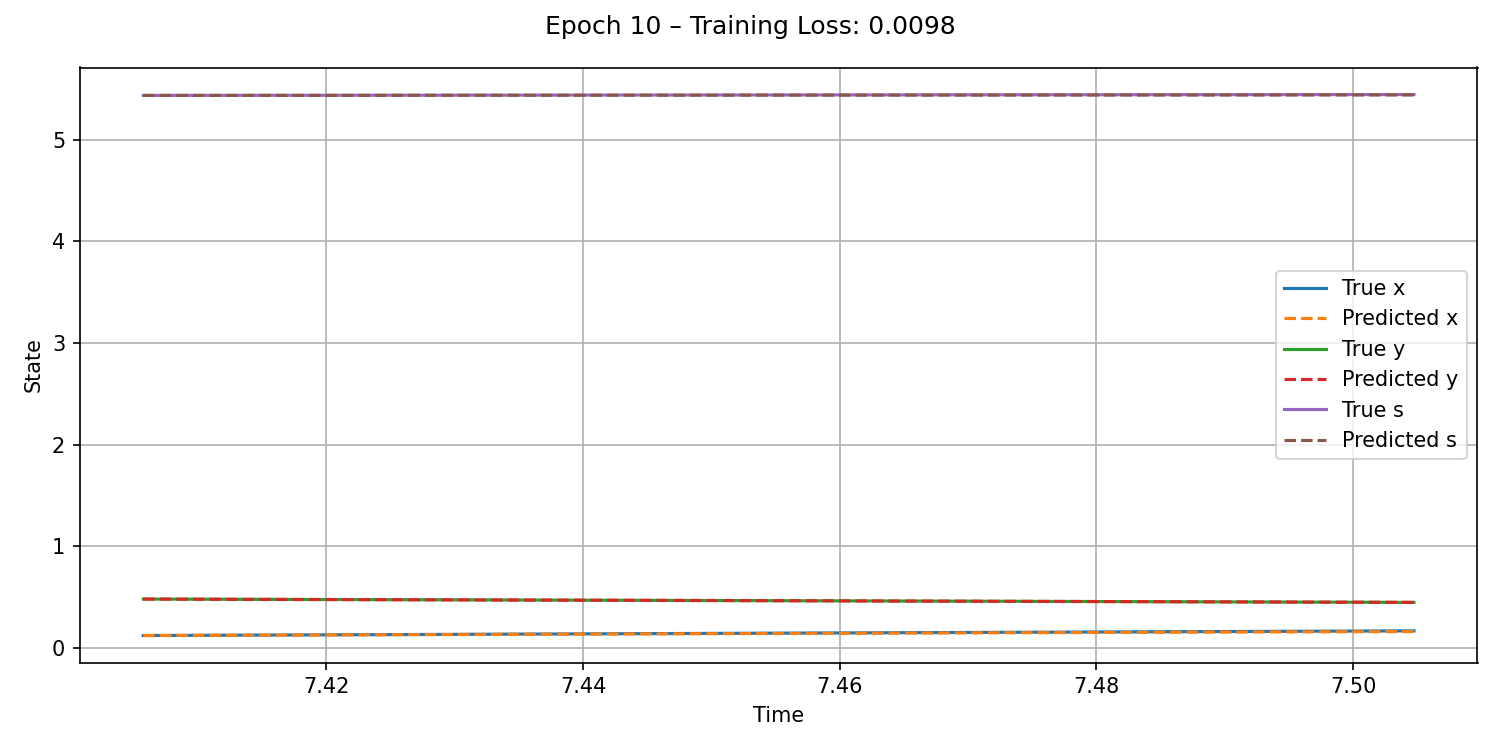 Epoch 10 – Training Loss: 0.0098
5
4
3
2
1
0
State
True x
Predicted x
True y
Predicted y
True s
Predicted s
7.42 7.44 7.46 7.48 7.50
Time